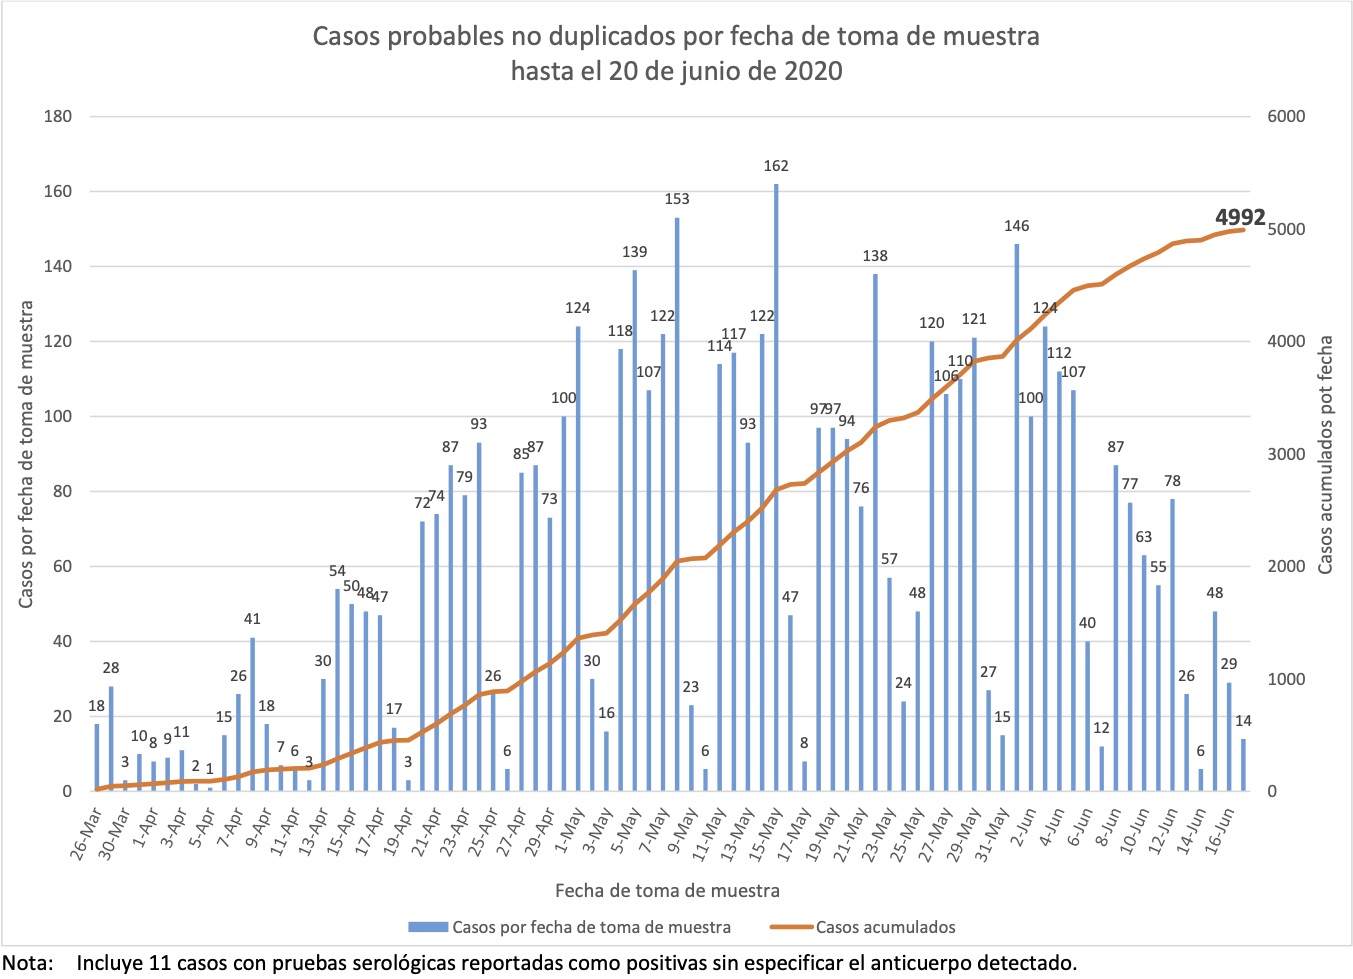 Casos probables no duplicados por fecha de toma de muestra
hasta el 20 de junio de 2020
Casos por fecha de toma de muestra
180
160
140
120
100
80
60
40
20
0
18
28
3
10
8
9
11
2
1
15
26
41
18
7
6
3
30
54
50
48
47
17
3
72
74
87
79
93
26
6
85
87
73
100
124
30
16
118
139
107
122
153
23
6
114
117
93
122
162
47
8
97
97
94
76
138
57
24
48
120
106
110
121
27
15
146
100
124
112
107
40
12
87
77
63
55
78
26
6
48
29
14
4992
6000
5000
4000
3000
2000
1000
0
Casos acumulados pot fecha
26-Mar
30-Mar
1-Apr
3-Apr
5-Apr
7-Apr
9-Apr
11-Apr
13-Apr
15-Apr
17-Apr
19-Apr
21-Apr
23-Apr
25-Apr
27-Apr
29-Apr
1-May
3-May
5-May
7-May
9-May
11-May
13-May
15-May
17-May
19-May
21-May
23-May
25-May
27-May
29-May
31-May
2-Jun
4-Jun
6-Jun
8-Jun
10-Jun
12-Jun
14-Jun
16-Jun
Fecha de toma de muestra
Casos por fecha de toma de muestra
Casos acumulados
Nota: Incluye 11 casos con pruebas serológicas reportadas como positivas sin especificar el anticuerpo detectado.